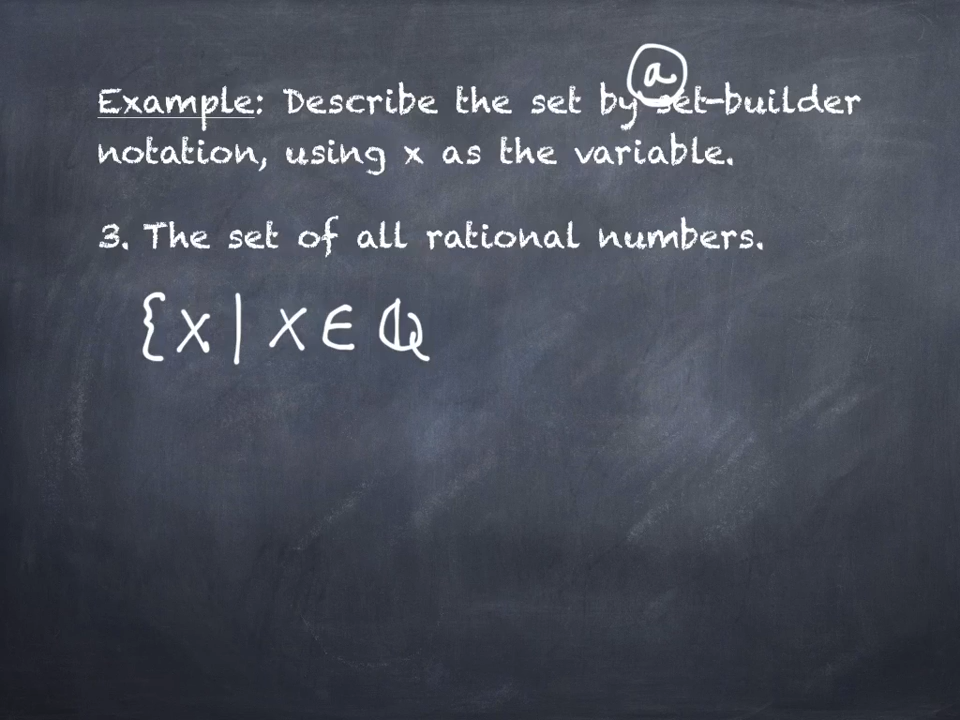 a
Example: Describe the set by set-builder
notation, using x as the variable.
3. The set of all rational numbers.
{x | x ∈ ℚ